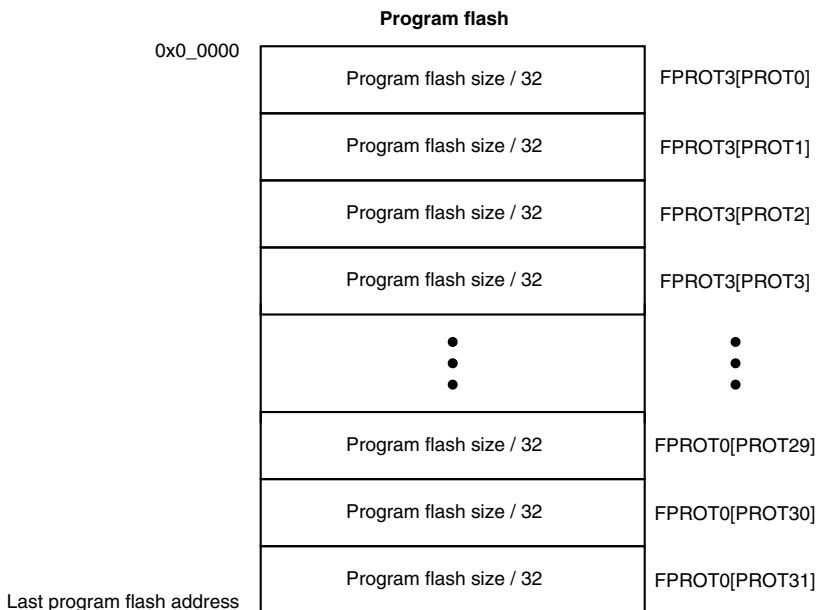 Program flash
0x0_0000
Program flash size / 32 FPROT3[PROT0]
Program flash size / 32 FPROT3[PROT1]
Program flash size / 32 FPROT3[PROT2]
Program flash size / 32 FPROT3[PROT3]
Program flash size / 32 FPROT0[PROT29]
Program flash size / 32 FPROT0[PROT30]
Program flash size / 32 FPROT0[PROT31]
Last program flash address